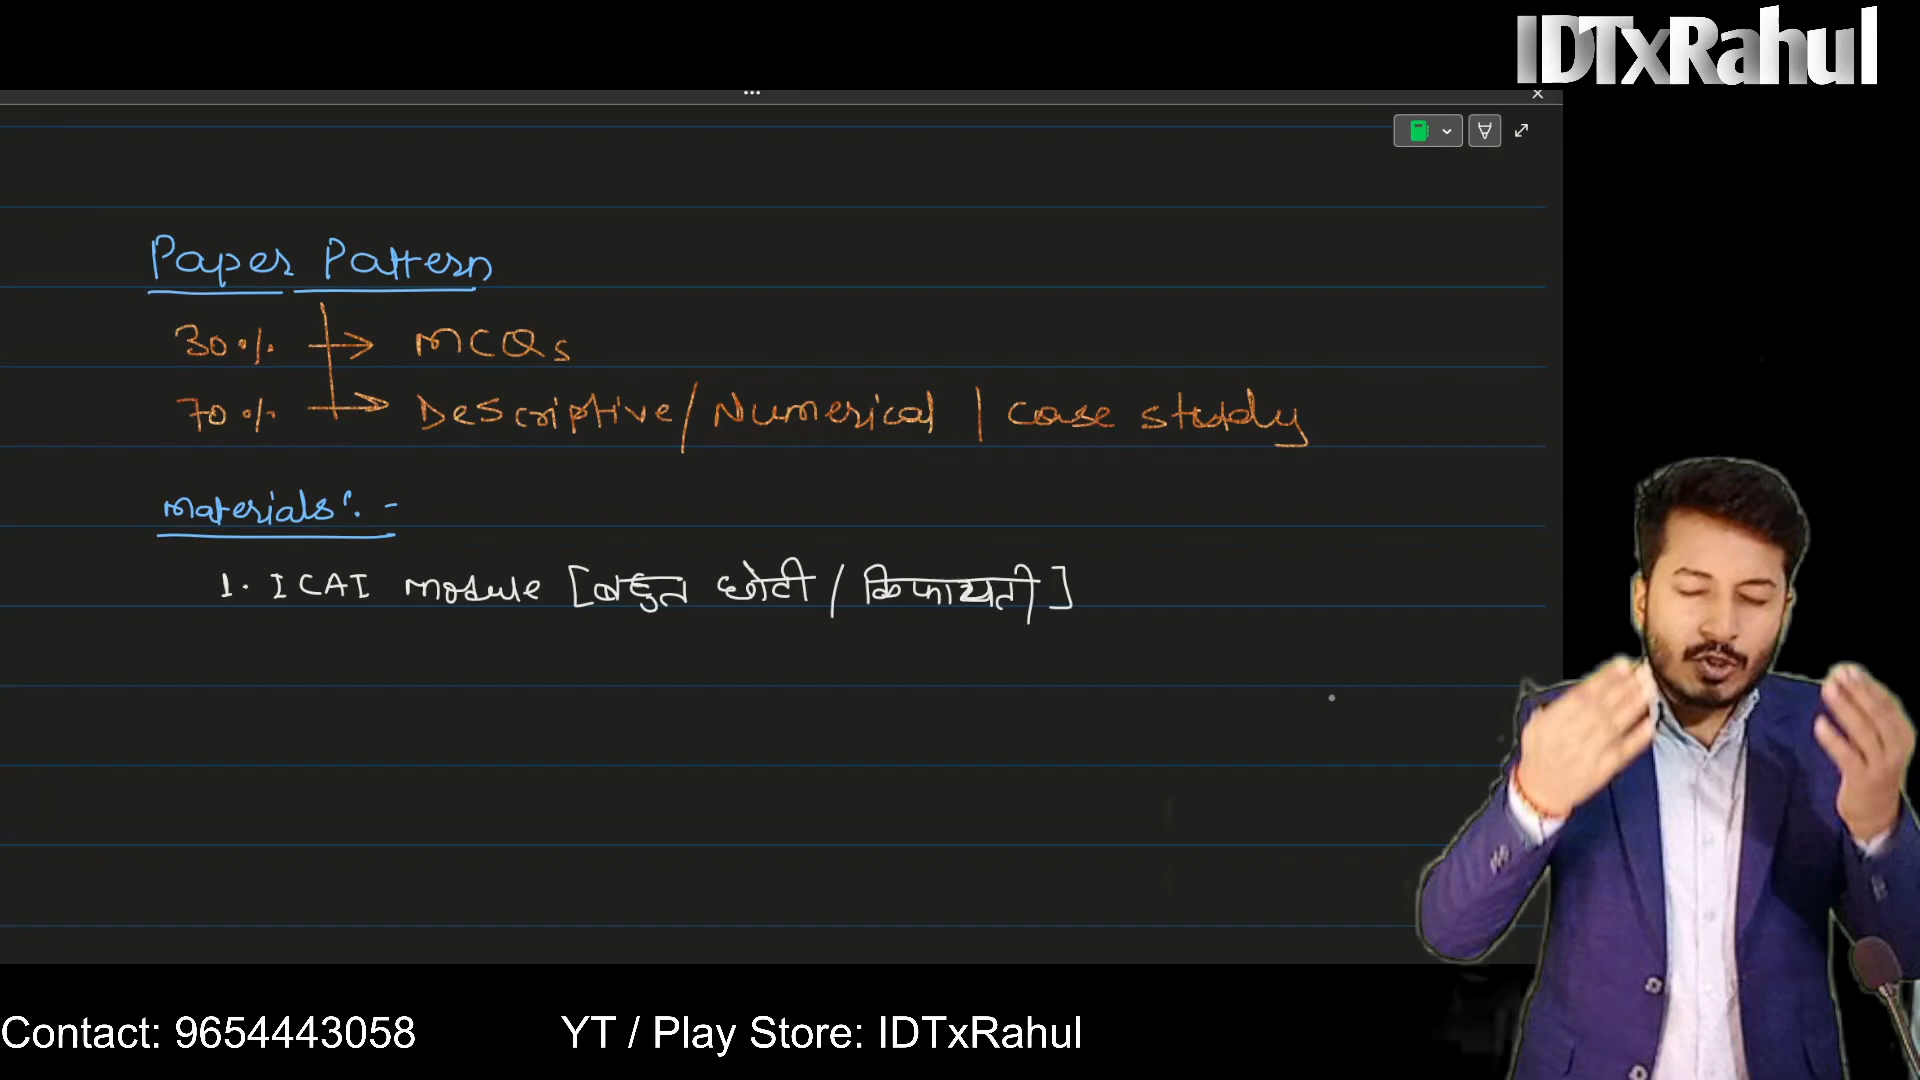 IDTxRahul
Paper Pattern
30% → MCQs
70% → Descriptive/Numerical | Case study
Materials :-
1. ICAI Module [बहुत छोटी / किफायती]
Contact: 9654443058 YT / Play Store: IDTxRahul